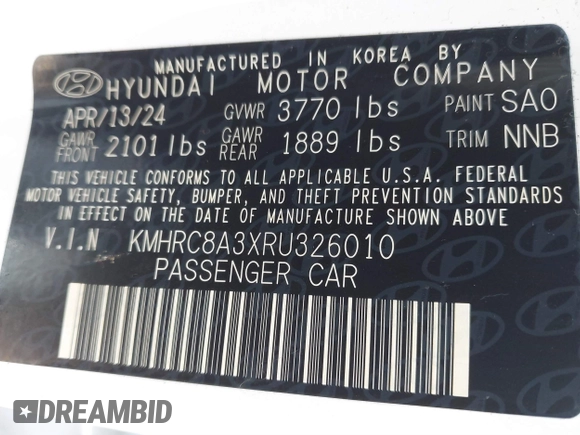 MANUFACTURED IN KOREA BY
HYUNDAI MOTOR COMPANY
APR/13/24 GVWR 3770 lbs PAINT SAO
GAWR FRONT 2101 lbs GAWR REAR 1889 lbs TRIM NNB
THIS VEHICLE CONFORMS TO ALL APPLICABLE U.S.A. FEDERAL
MOTOR VEHICLE SAFETY, BUMPER, AND THEFT PREVENTION STANDARDS
IN EFFECT ON THE DATE OF MANUFACTURE SHOWN ABOVE
V.I.N KMHRC8A3XRU326010
PASSENGER CAR
DREAMBID